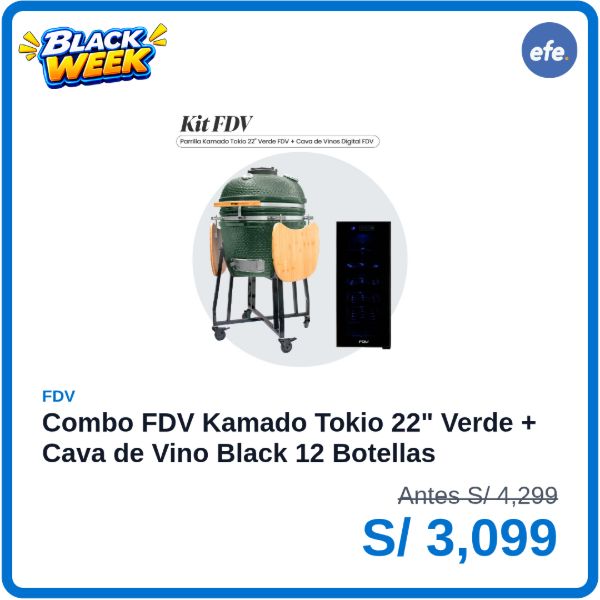 BLACK
WEEK
efe.
Kit FDV
Parrilla Kamado Tokio 22" Verde FDV + Cava de Vinos Digital FDV
FDV
FDV
Combo FDV Kamado Tokio 22" Verde +
Cava de Vino Black 12 Botellas
Antes S/ 4,299
S/ 3,099